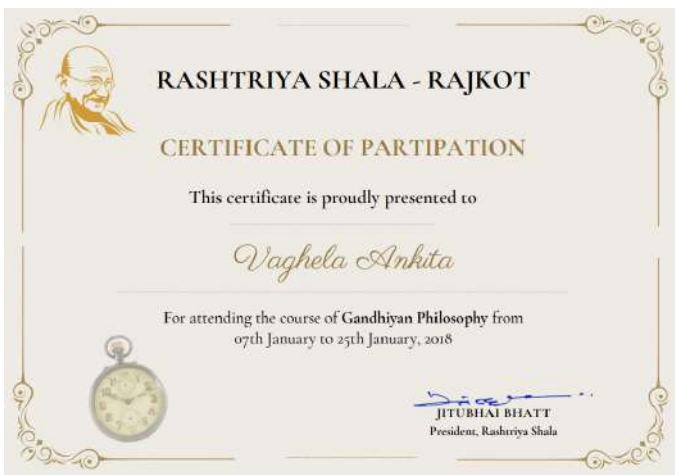 RASHTRIYA SHALA - RAJKOT
CERTIFICATE OF PARTIPATION
This certificate is proudly presented to
Vaghela Ankita
For attending the course of Gandhiyan Philosophy from
07th January to 25th January, 2018
JITUBHAI BHATT
President, Rashtriya Shala